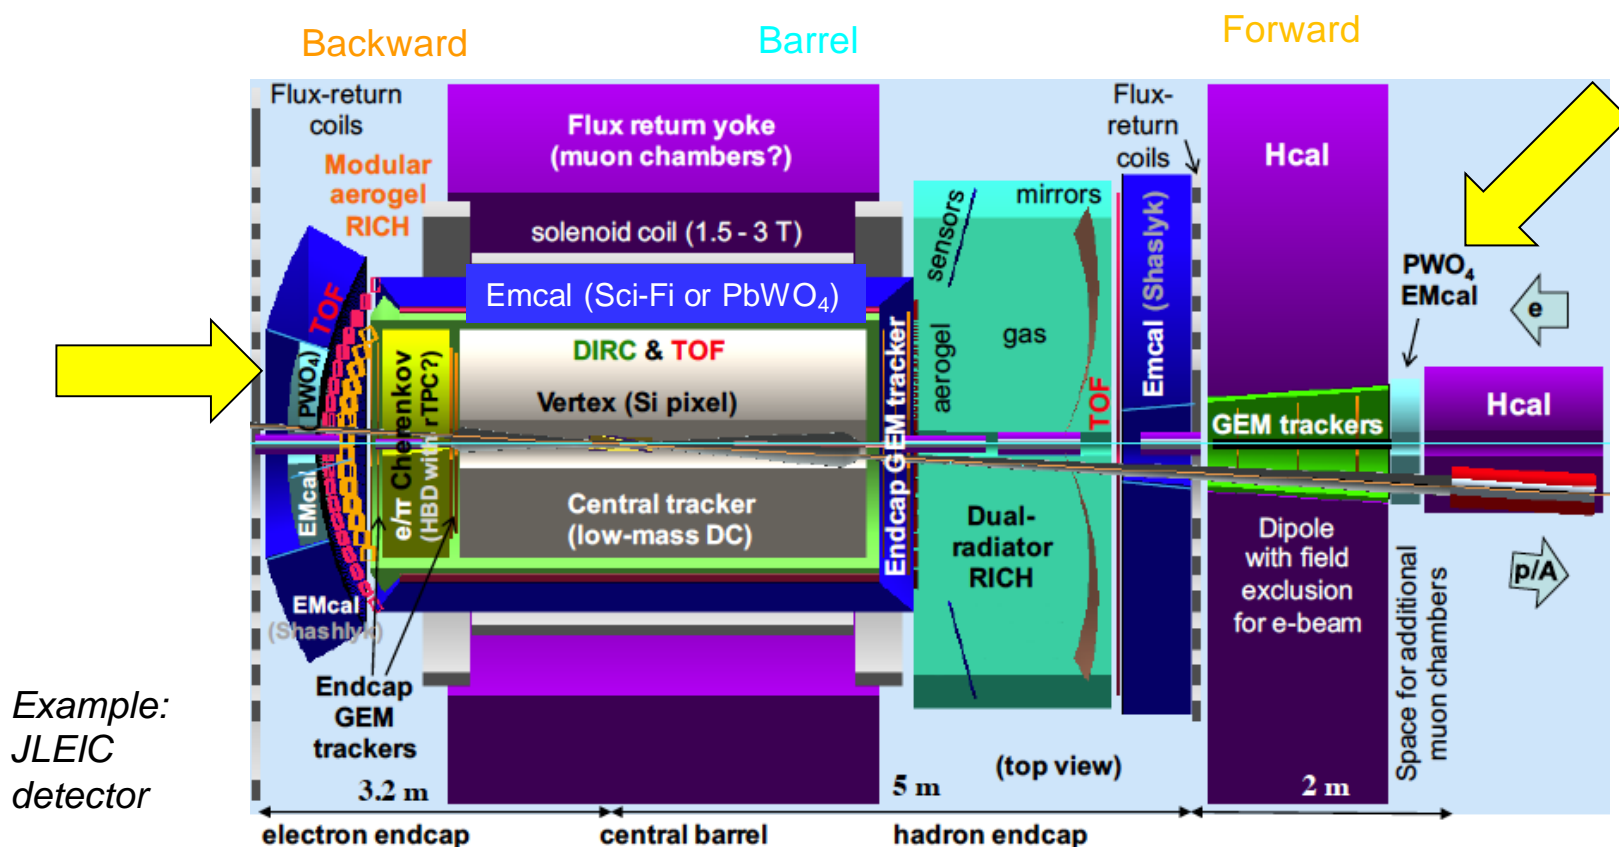 Backward
Barrel
Forward
Flux-return
coils
Flux return yoke
(muon chambers?)
Flux-
return
coils
Hcal
Modular
aerogel
RICH
solenoid coil (1.5 - 3 T)
sensors
mirrors
Emcal (Sci-Fi or PbWO₄)
TOF
PWO₄)
EMcal
EMcal
(Shashlyk)
e/π Cherenkov
(HBD with rTPC?)
DIRC & TOF
Vertex (Si pixel)
Central tracker
(low-mass DC)
Endcap GEM tracker
aerogel
gas
TOF
Dual-
radiator
RICH
Emcal (Shaslyk)
PWO₄
EMcal
e
GEM trackers
Hcal
Dipole
with field
exclusion
for e-beam
p/A
Space for additional
muon chambers
Endcap
GEM
trackers
Example:
JLEIC
detector
(top view)
3.2 m
5 m
2 m
electron endcap
central barrel
hadron endcap